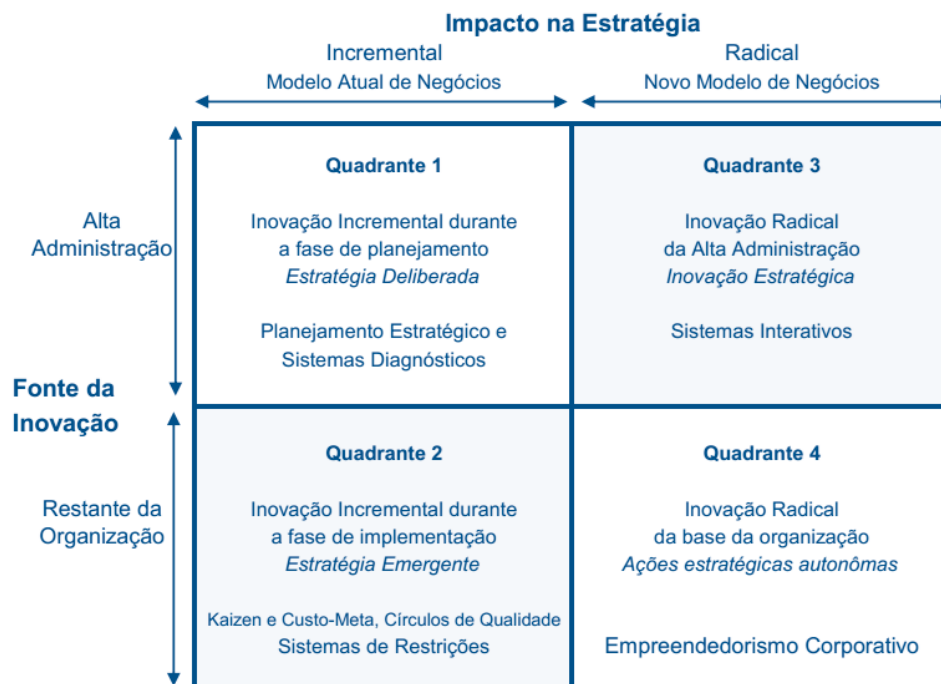 Impacto na Estratégia
Incremental
Modelo Atual de Negócios
Radical
Novo Modelo de Negócios
Fonte da
Inovação
Alta
Administração
Quadrante 1
Inovação Incremental durante
a fase de planejamento
Estratégia Deliberada
Planejamento Estratégico e
Sistemas Diagnósticos
Quadrante 3
Inovação Radical
da Alta Administração
Inovação Estratégica
Sistemas Interativos
Restante da
Organização
Quadrante 2
Inovação Incremental durante
a fase de implementação
Estratégia Emergente
Kaizen e Custo-Meta, Círculos de Qualidade
Sistemas de Restrições
Quadrante 4
Inovação Radical
da base da organização
Ações estratégicas autonômas
Empreendedorismo Corporativo